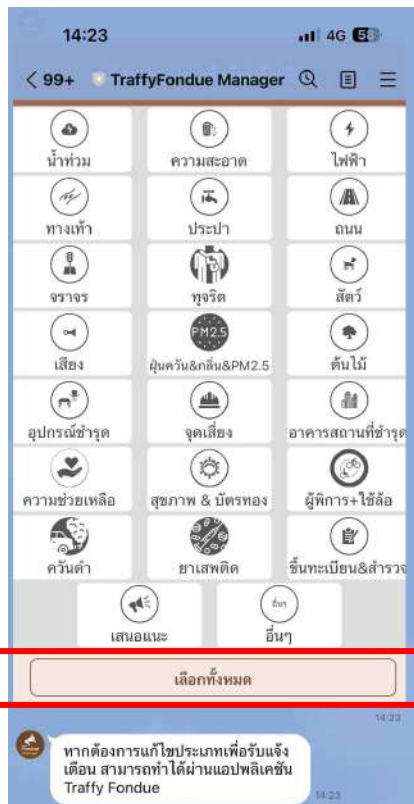 14:23 4G 58
99+ TraffyFondue Manager
น้ำท่วม ความสะอาด ไฟฟ้า
ทางเท้า ประปา ถนน
จราจร ทุจริต สัตว์
PM2.5
เสียง ฝุ่นควัน&กลิ่น&PM2.5 ต้นไม้
อุปกรณ์ชำรุด จุดเสี่ยง อาคารสถานที่ชำรุด
ความช่วยเหลือ สุขภาพ & บัตรทอง ผู้พิการ+ใช้ล้อ
ควันดำ ยาเสพติด ขึ้นทะเบียน&สำรวจ
อื่นๆ
เสนอแนะ อื่นๆ
เลือกทั้งหมด
14:23
Fondue
หากต้องการแก้ไขประเภทเพื่อรับแจ้ง
เตือน สามารถทำได้ผ่านแอปพลิเคชัน
Traffy Fondue
14:23